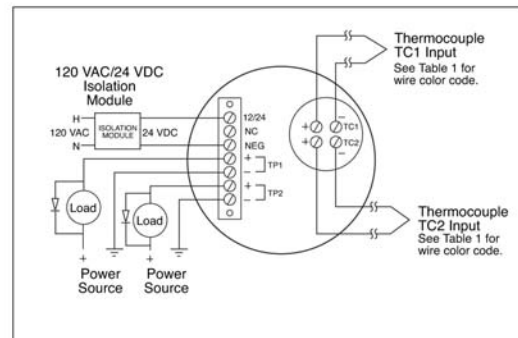 120 VAC/24 VDC
Isolation
Module
H
120 VAC
N
ISOLATION
MODULE
24 VDC
12/24
NC
NEG
+
-
TP1
+
-
TP2
Load
Load
+
Power
Source
+
Power
Source
+
-
TC1
+
TC2
-
Thermocouple
TC1 Input
See Table 1 for
wire color code.
Thermocouple
TC2 Input
See Table 1 for
wire color code.